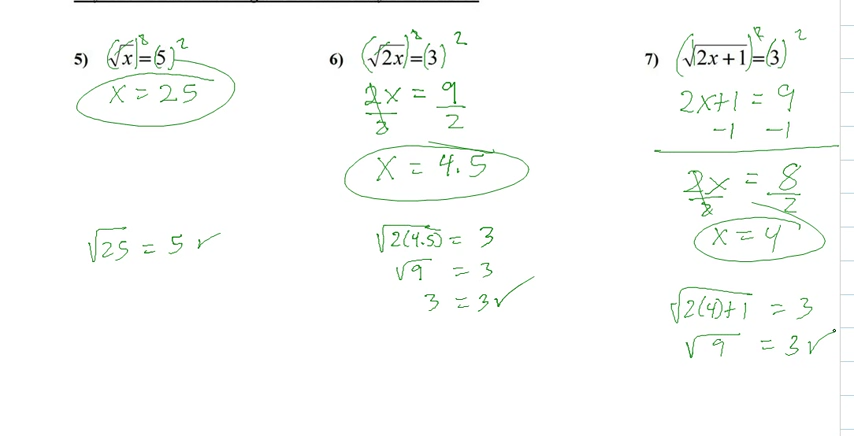 5) (√x)²=(5)²
x = 25
√25 = 5 ✓
6) (√2x)²=(3)²
2x/2 = 9/2
x = 4.5
√2(4.5) = 3
√9 = 3
3 = 3 ✓
7) (√2x+1)²=(3)²
2x+1 = 9
-1 -1
2x/2 = 8/2
x = 4
√2(4)+1 = 3
√9 = 3 ✓